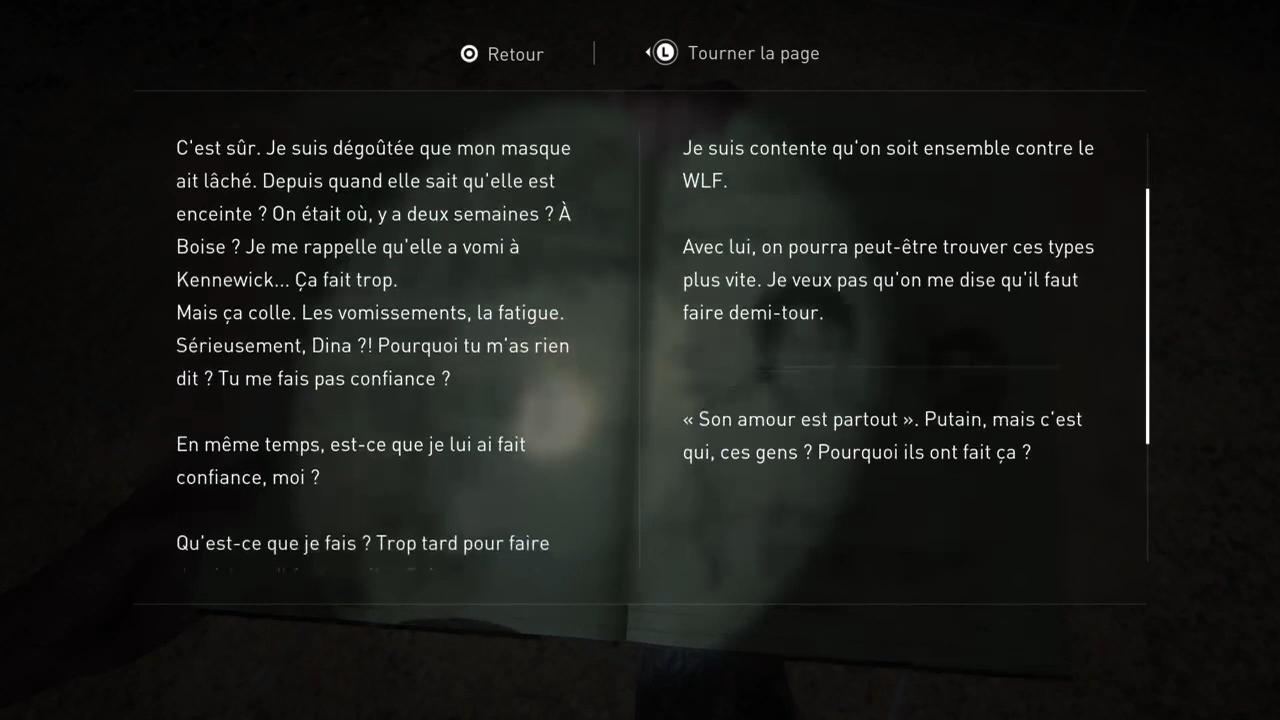 Retour
L Tourner la page
C'est sûr. Je suis dégoûtée que mon masque
ait lâché. Depuis quand elle sait qu'elle est
enceinte ? On était où, y a deux semaines ? À
Boise ? Je me rappelle qu'elle a vomi à
Kennewick... Ça fait trop.
Mais ça colle. Les vomissements, la fatigue.
Sérieusement, Dina ?! Pourquoi tu m'as rien
dit ? Tu me fais pas confiance ?
En même temps, est-ce que je lui ai fait
confiance, moi ?
Qu'est-ce que je fais ? Trop tard pour faire
Je suis contente qu'on soit ensemble contre le
WLF.
Avec lui, on pourra peut-être trouver ces types
plus vite. Je veux pas qu'on me dise qu'il faut
faire demi-tour.
« Son amour est partout ». Putain, mais c'est
qui, ces gens ? Pourquoi ils ont fait ça ?